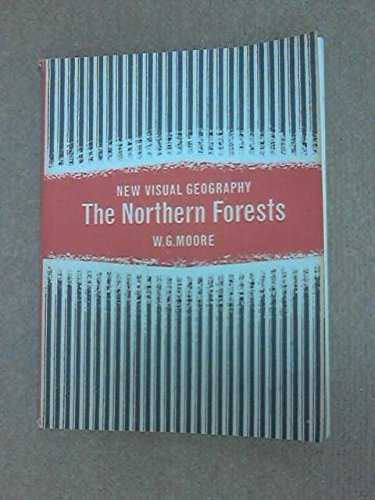 NEW VISUAL GEOGRAPHY
The Northern Forests
W.G.MOORE